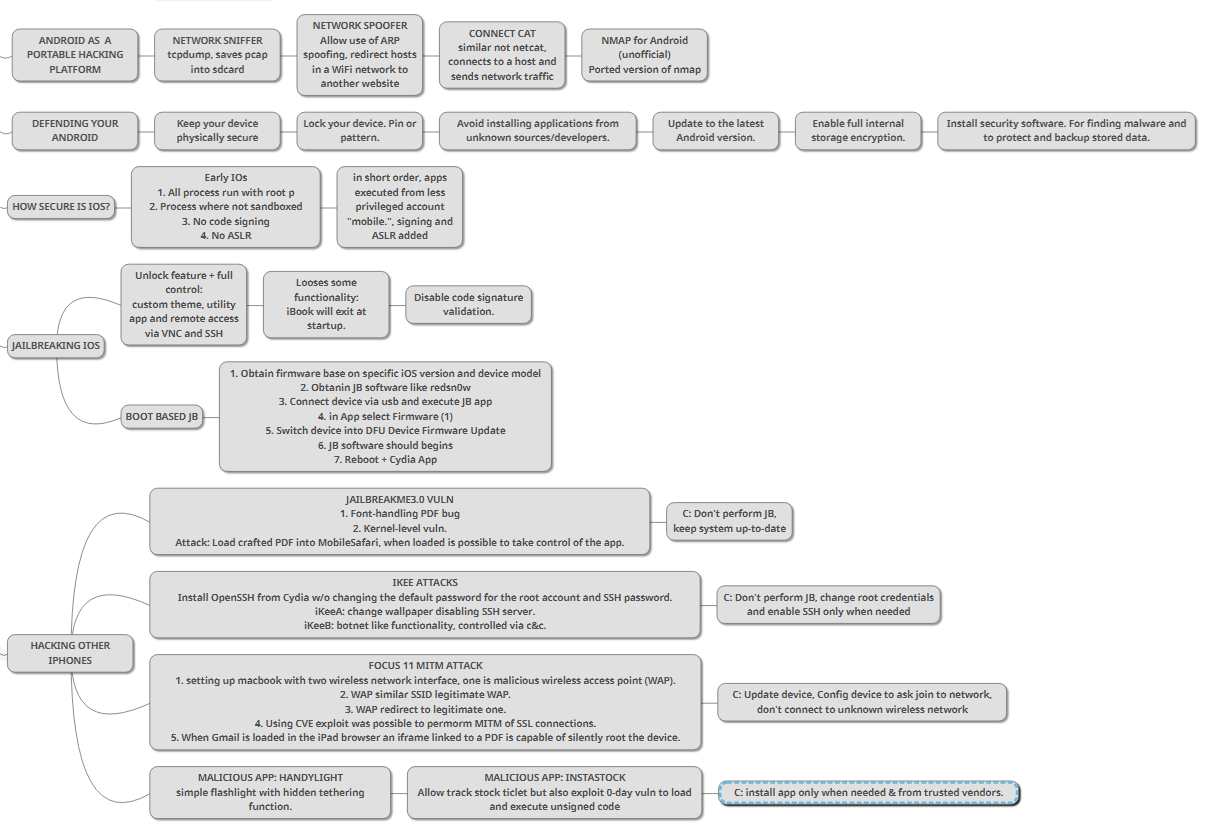 ANDROID AS A
PORTABLE HACKING
PLATFORM
NETWORK SNIFFER
tcpdump, saves pcap
into sdcard
NETWORK SPOOFER
Allow use of ARP
spoofing, redirect hosts
in a WiFi network to
another website
CONNECT CAT
similar not netcat,
connects to a host and
sends network traffic
NMAP for Android
(unofficial)
Ported version of nmap
DEFENDING YOUR
ANDROID
Keep your device
physically secure
Lock your device. Pin or
pattern.
Avoid installing applications from
unknown sources/developers.
Update to the latest
Android version.
Enable full internal
storage encryption.
Install security software. For finding malware and
to protect and backup stored data.
HOW SECURE IS IOS?
Early IOs
1. All process run with root p
2. Process where not sandboxed
3. No code signing
4. No ASLR
in short order, apps
executed from less
privileged account
"mobile.", signing and
ASLR added
JAILBREAKING IOS
Unlock feature + full
control:
custom theme, utility
app and remote access
via VNC and SSH
Looses some
functionality:
iBook will exit at
startup.
Disable code signature
validation.
BOOT BASED JB
1. Obtain firmware base on specific iOS version and device model
2. Obtanin JB software like redsn0w
3. Connect device via usb and execute JB app
4. in App select Firmware (1)
5. Switch device into DFU Device Firmware Update
6. JB software should begins
7. Reboot + Cydia App
HACKING OTHER
IPHONES
JAILBREAKME3.0 VULN
1. Font-handling PDF bug
2. Kernel-level vuln.
Attack: Load crafted PDF into MobileSafari, when loaded is possible to take control of the app.
C: Don't perform JB,
keep system up-to-date
IKEE ATTACKS
Install OpenSSH from Cydia w/o changing the default password for the root account and SSH password.
iKeeA: change wallpaper disabling SSH server.
iKeeB: botnet like functionality, controlled via c&c.
C: Don't perform JB, change root credentials
and enable SSH only when needed
FOCUS 11 MITM ATTACK
1. setting up macbook with two wireless network interface, one is malicious wireless access point (WAP).
2. WAP similar SSID legitimate WAP.
3. WAP redirect to legitimate one.
4. Using CVE exploit was possible to permorm MITM of SSL connections.
5. When Gmail is loaded in the iPad browser an iframe linked to a PDF is capable of silently root the device.
C: Update device, Config device to ask join to network,
don't connect to unknown wireless network
MALICIOUS APP: HANDYLIGHT
simple flashlight with hidden tethering
function.
MALICIOUS APP: INSTASTOCK
Allow track stock ticlet but also exploit 0-day vuln to load
and execute unsigned code
C: install app only when needed & from trusted vendors.